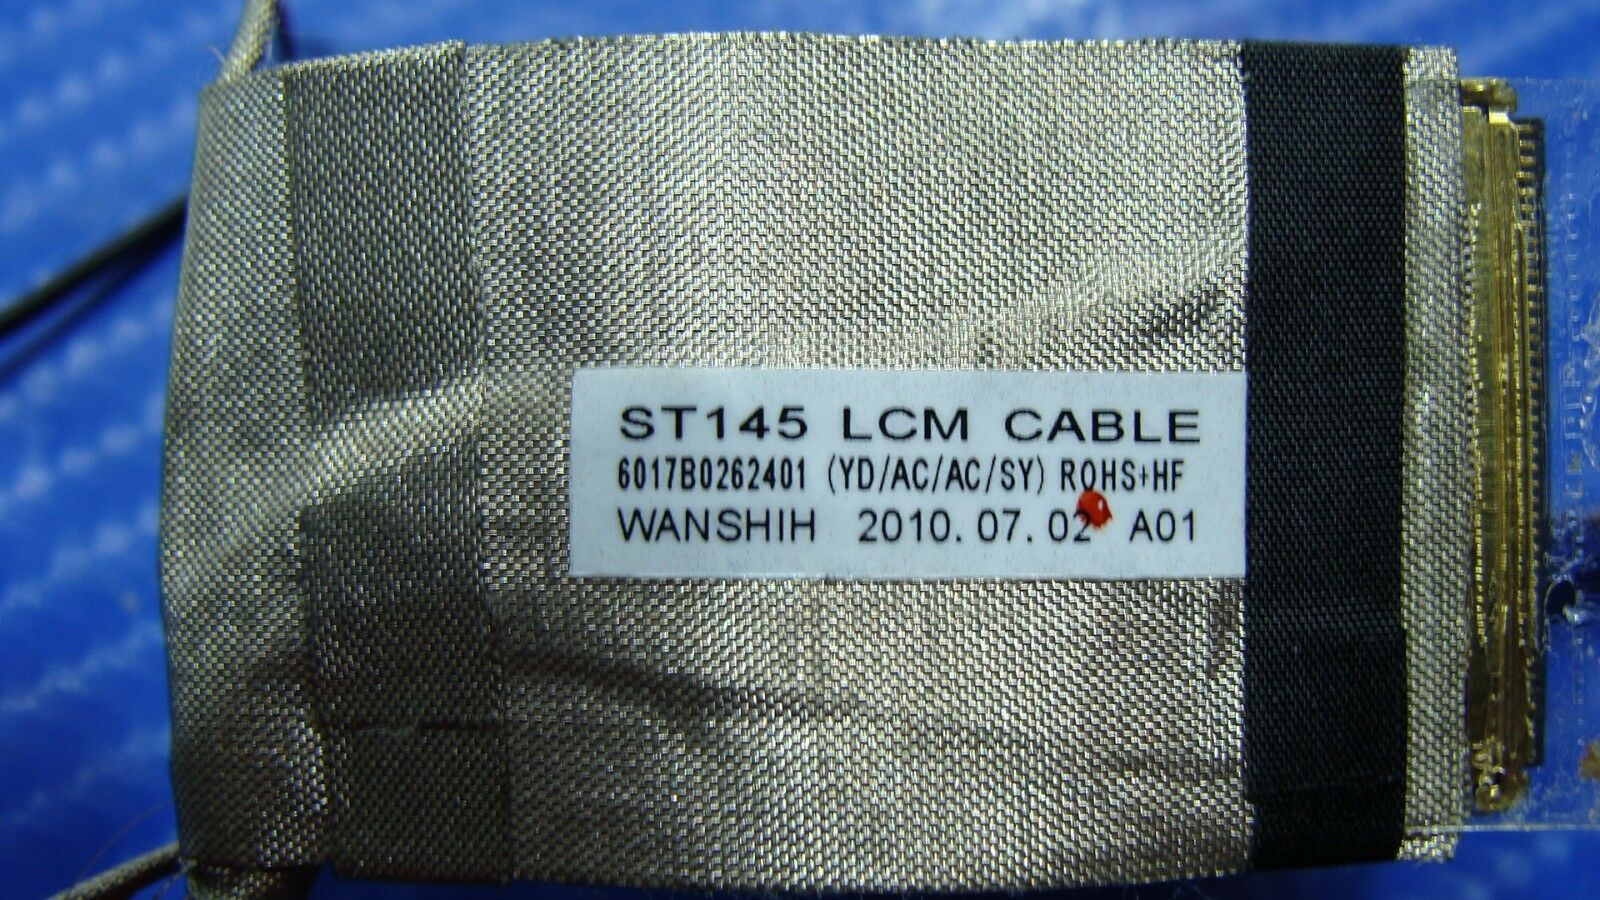 ST145 LCM CABLE
6017B0262401 (YD/AC/AC/SY) ROHS+HF
WANSHIH 2010.07.02 A01